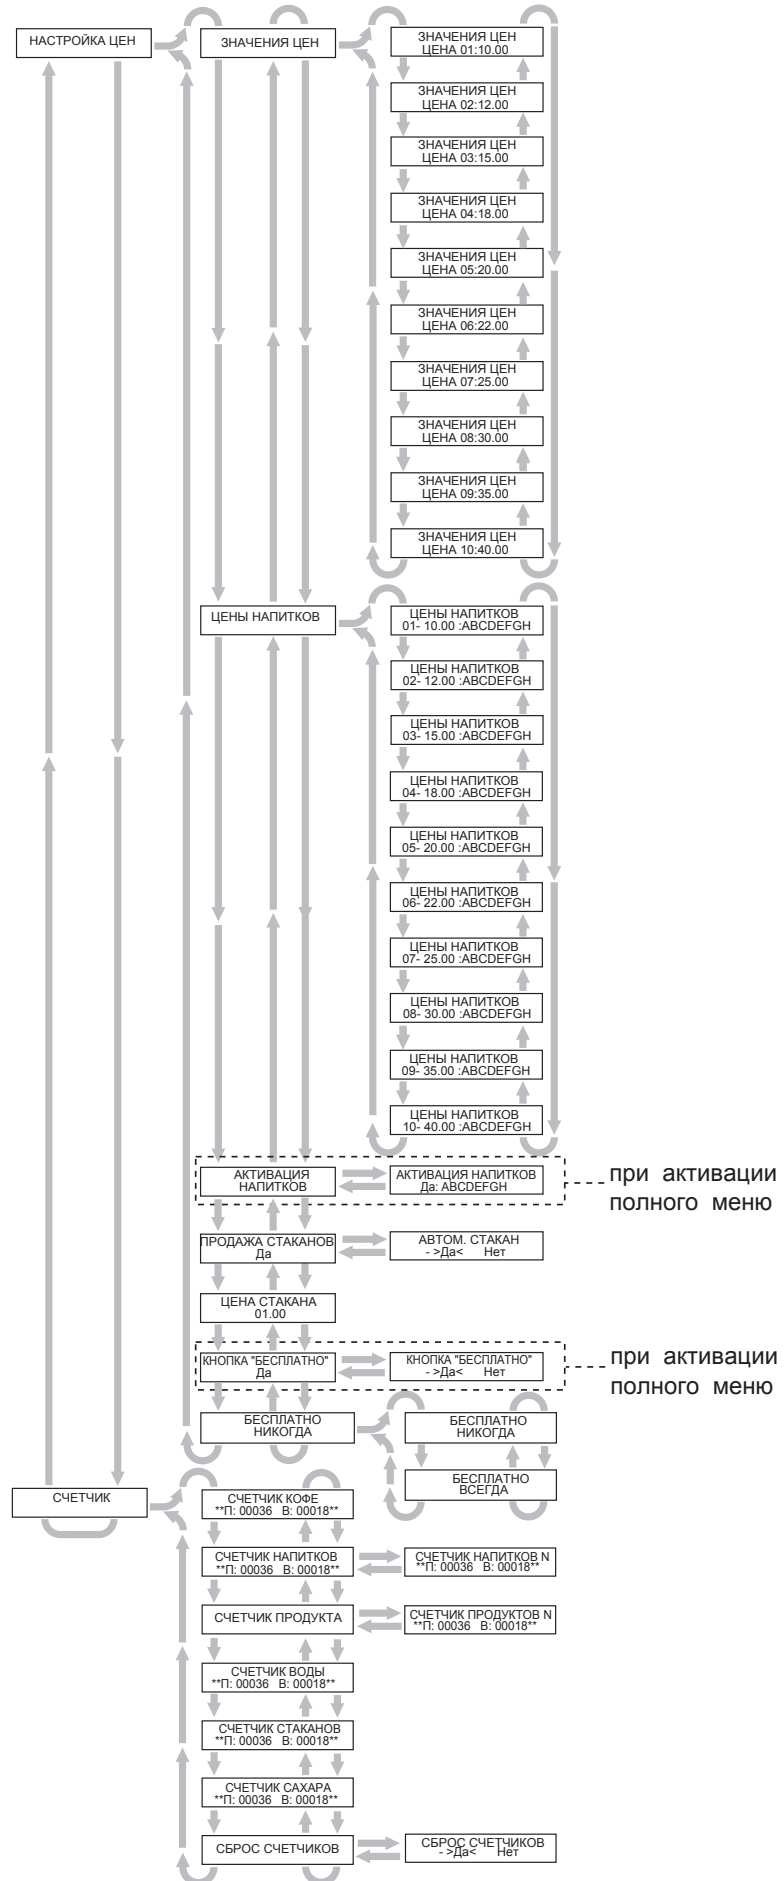 НАСТРОЙКА ЦЕН
ЗНАЧЕНИЯ ЦЕН
ЗНАЧЕНИЯ ЦЕН
ЦЕНА 01:10.00
ЗНАЧЕНИЯ ЦЕН
ЦЕНА 02:12.00
ЗНАЧЕНИЯ ЦЕН
ЦЕНА 03:15.00
ЗНАЧЕНИЯ ЦЕН
ЦЕНА 04:18.00
ЗНАЧЕНИЯ ЦЕН
ЦЕНА 05:20.00
ЗНАЧЕНИЯ ЦЕН
ЦЕНА 06:22.00
ЗНАЧЕНИЯ ЦЕН
ЦЕНА 07:25.00
ЗНАЧЕНИЯ ЦЕН
ЦЕНА 08:30.00
ЗНАЧЕНИЯ ЦЕН
ЦЕНА 09:35.00
ЗНАЧЕНИЯ ЦЕН
ЦЕНА 10:40.00
ЦЕНЫ НАПИТКОВ
ЦЕНЫ НАПИТКОВ
01- 10.00 :ABCDEFGH
ЦЕНЫ НАПИТКОВ
02- 12.00 :ABCDEFGH
ЦЕНЫ НАПИТКОВ
03- 15.00 :ABCDEFGH
ЦЕНЫ НАПИТКОВ
04- 18.00 :ABCDEFGH
ЦЕНЫ НАПИТКОВ
05- 20.00 :ABCDEFGH
ЦЕНЫ НАПИТКОВ
06- 22.00 :ABCDEFGH
ЦЕНЫ НАПИТКОВ
07- 25.00 :ABCDEFGH
ЦЕНЫ НАПИТКОВ
08- 30.00 :ABCDEFGH
ЦЕНЫ НАПИТКОВ
09- 35.00 :ABCDEFGH
ЦЕНЫ НАПИТКОВ
10- 40.00 :ABCDEFGH
АКТИВАЦИЯ
НАПИТКОВ
АКТИВАЦИЯ НАПИТКОВ
Да: ABCDEFGH
при активации
полного меню
ПРОДАЖА СТАКАНОВ
Да
АВТОМ. СТАКАН
- >Да< Нет
ЦЕНА СТАКАНА
01.00
КНОПКА "БЕСПЛАТНО"
Да
КНОПКА "БЕСПЛАТНО"
- >Да< Нет
при активации
полного меню
БЕСПЛАТНО
НИКОГДА
БЕСПЛАТНО
НИКОГДА
БЕСПЛАТНО
ВСЕГДА
СЧЕТЧИК
СЧЕТЧИК КОФЕ
**П: 00036 В: 00018**
СЧЕТЧИК НАПИТКОВ
**П: 00036 В: 00018**
СЧЕТЧИК НАПИТКОВ N
**П: 00036 В: 00018**
СЧЕТЧИК ПРОДУКТА
СЧЕТЧИК ПРОДУКТОВ N
**П: 00036 В: 00018**
СЧЕТЧИК ВОДЫ
**П: 00036 В: 00018**
СЧЕТЧИК СТАКАНОВ
**П: 00036 В: 00018**
СЧЕТЧИК САХАРА
**П: 00036 В: 00018**
СБРОС СЧЕТЧИКОВ
СБРОС СЧЕТЧИКОВ
- >Да< Нет